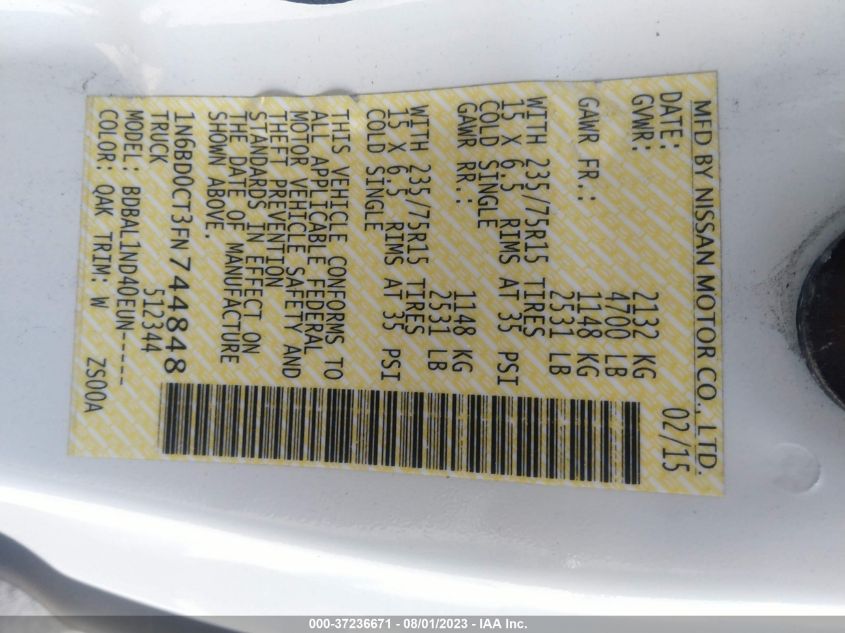 MFD BY NISSAN MOTOR CO., LTD.
DATE: 02/15
GVWR: 2132 KG
4700 LB
GAWR FR.: 1148 KG
2531 LB
WITH 235/75R15 TIRES
15 X 6.5 RIMS AT 35 PSI
COLD SINGLE
GAWR RR.: 1148 KG
2531 LB
WITH 235/75R15 TIRES
15 X 6.5 RIMS AT 35 PSI
COLD SINGLE
THIS VEHICLE CONFORMS TO
ALL APPLICABLE FEDERAL
MOTOR VEHICLE SAFETY AND
THEFT PREVENTION
STANDARDS IN EFFECT ON
THE DATE OF MANUFACTURE
SHOWN ABOVE.
1N6BD0CT3FN744848
TRUCK 512344
MODEL: BDBAL1ND40EUN-----
COLOR: QAK TRIM: W ZS00A
000-37236671 - 08/01/2023 - IAA Inc.